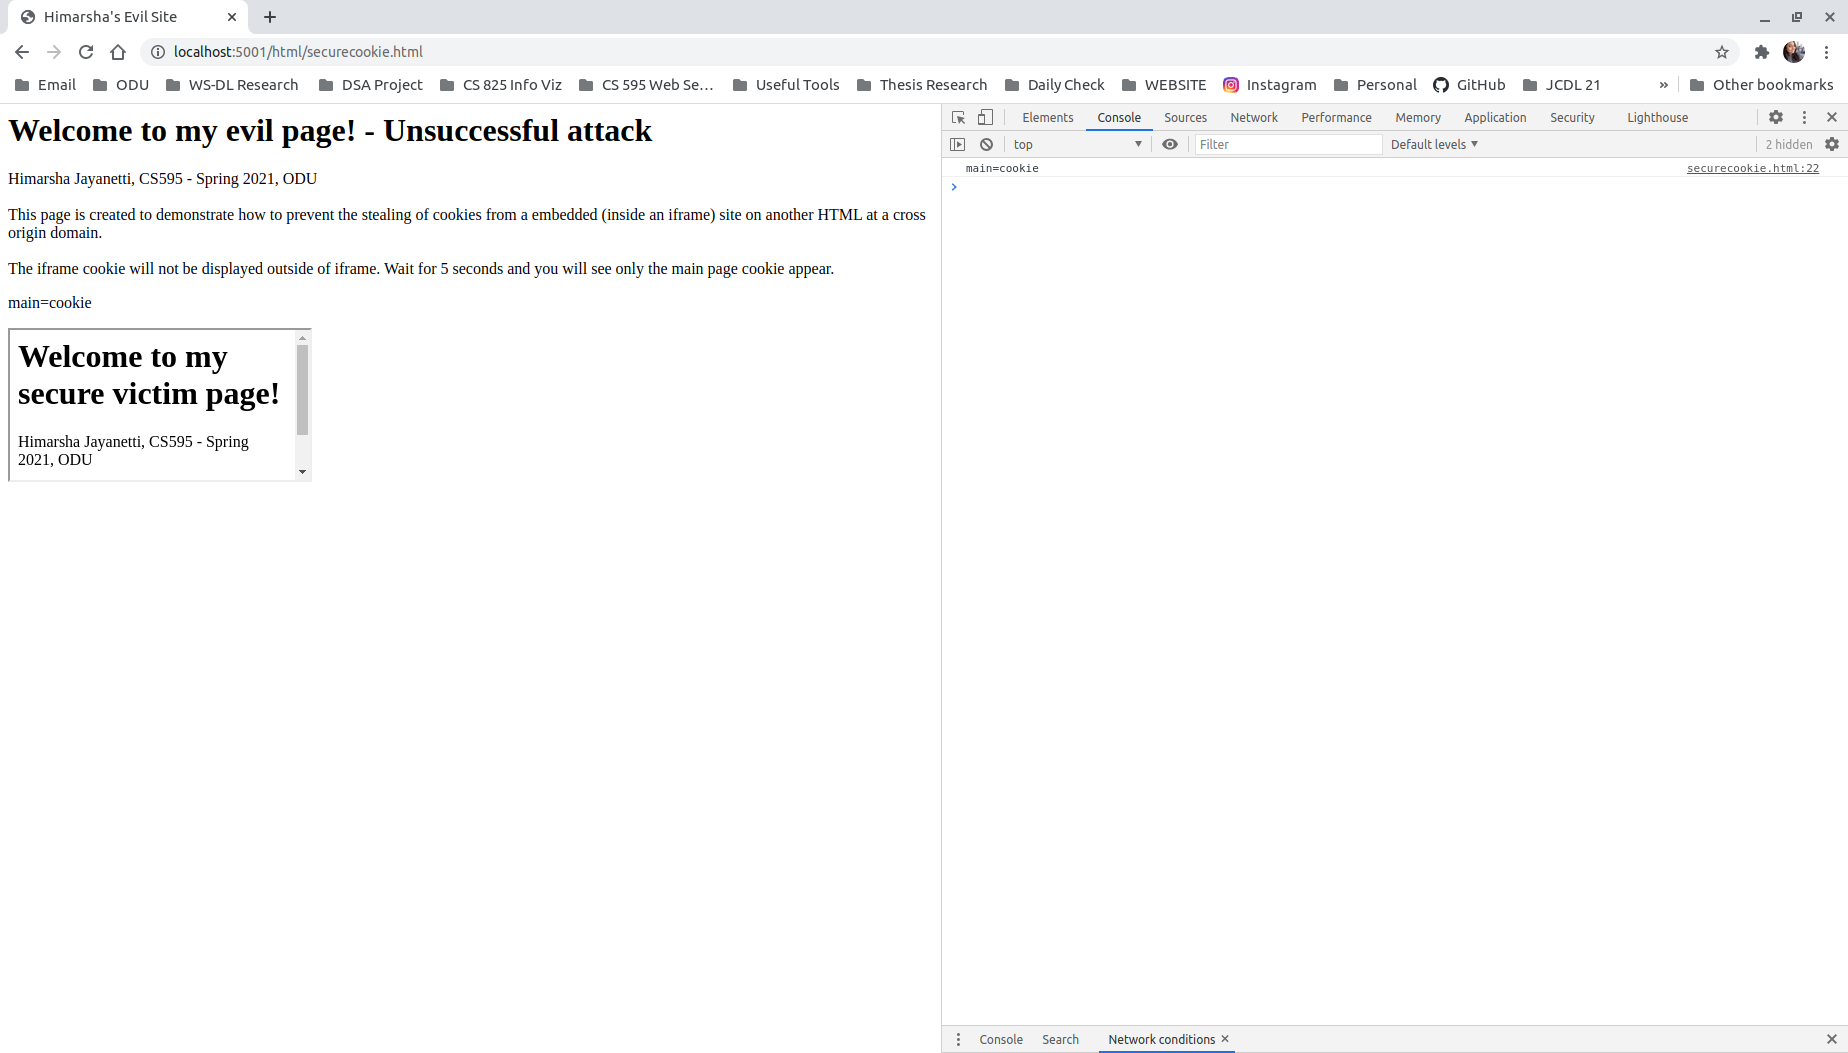 Himarsha's Evil Site
localhost:5001/html/securecookie.html
Email ODU WS-DL Research DSA Project CS 825 Info Viz CS 595 Web Se... Useful Tools Thesis Research Daily Check WEBSITE Instagram Personal GitHub JCDL 21 » Other bookmarks
Welcome to my evil page! - Unsuccessful attack
Himarsha Jayanetti, CS595 - Spring 2021, ODU
This page is created to demonstrate how to prevent the stealing of cookies from a embedded (inside an iframe) site on another HTML at a cross
origin domain.
The iframe cookie will not be displayed outside of iframe. Wait for 5 seconds and you will see only the main page cookie appear.
main=cookie
Welcome to my
secure victim page!
Himarsha Jayanetti, CS595 - Spring
2021, ODU
Elements Console Sources Network Performance Memory Application Security Lighthouse
top Filter Default levels 2 hidden
main=cookie securecookie.html:22
Console Search Network conditions